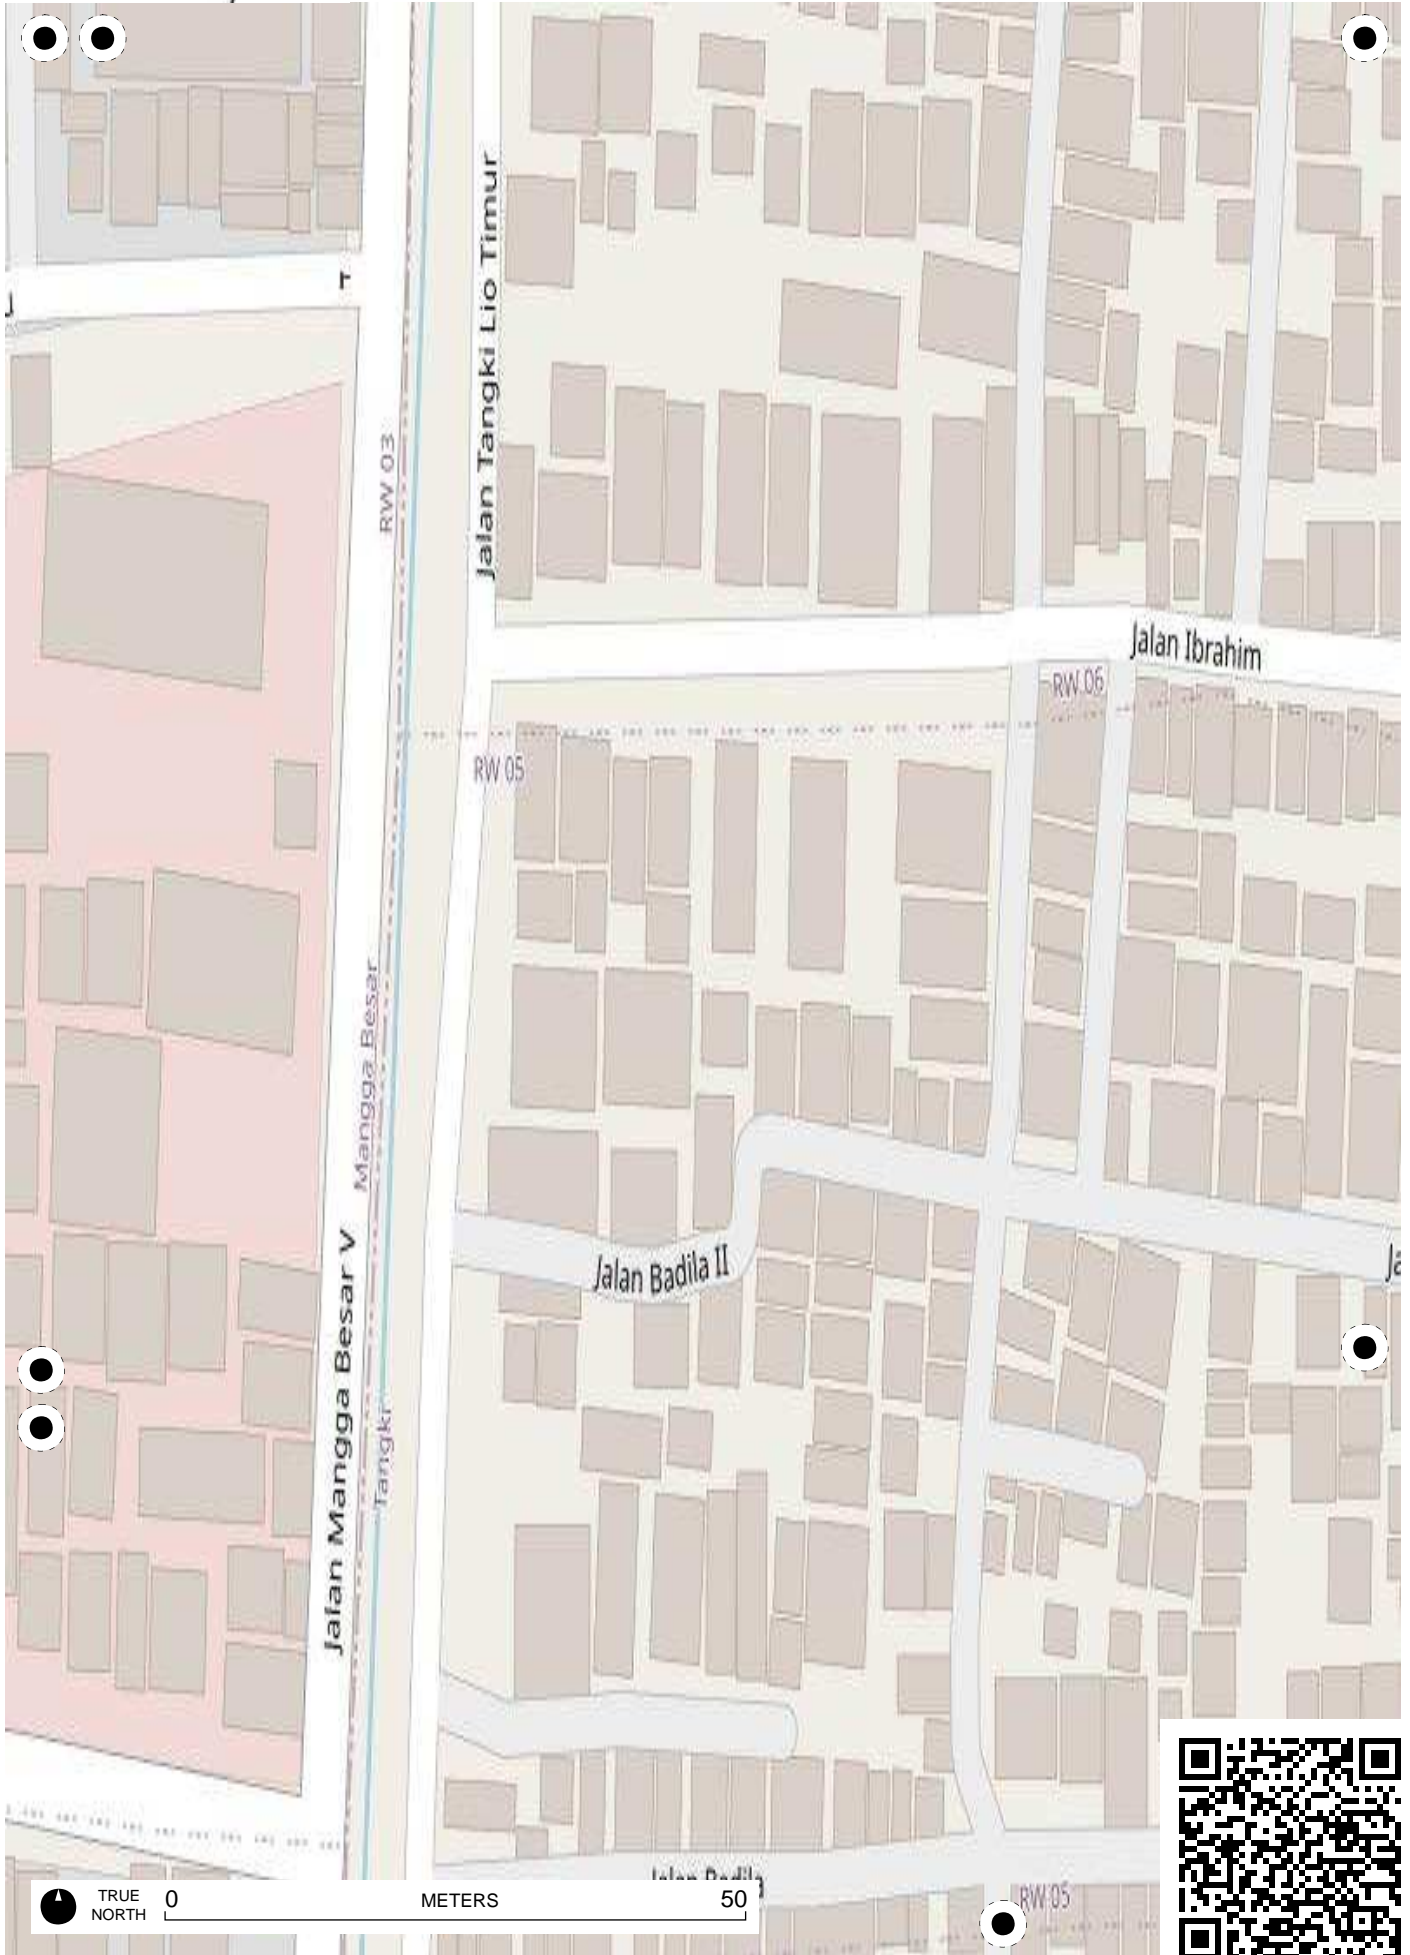 Jalan Tangki Lio Timur
RW 03
Jalan Ibrahim
RW 06
RW 05
Mangga Besar
Jalan Mangga Besar V
Jalan Badila II
Ja
Tangki
Jalan Badila
RW 05
TRUE
NORTH
0 METERS 50